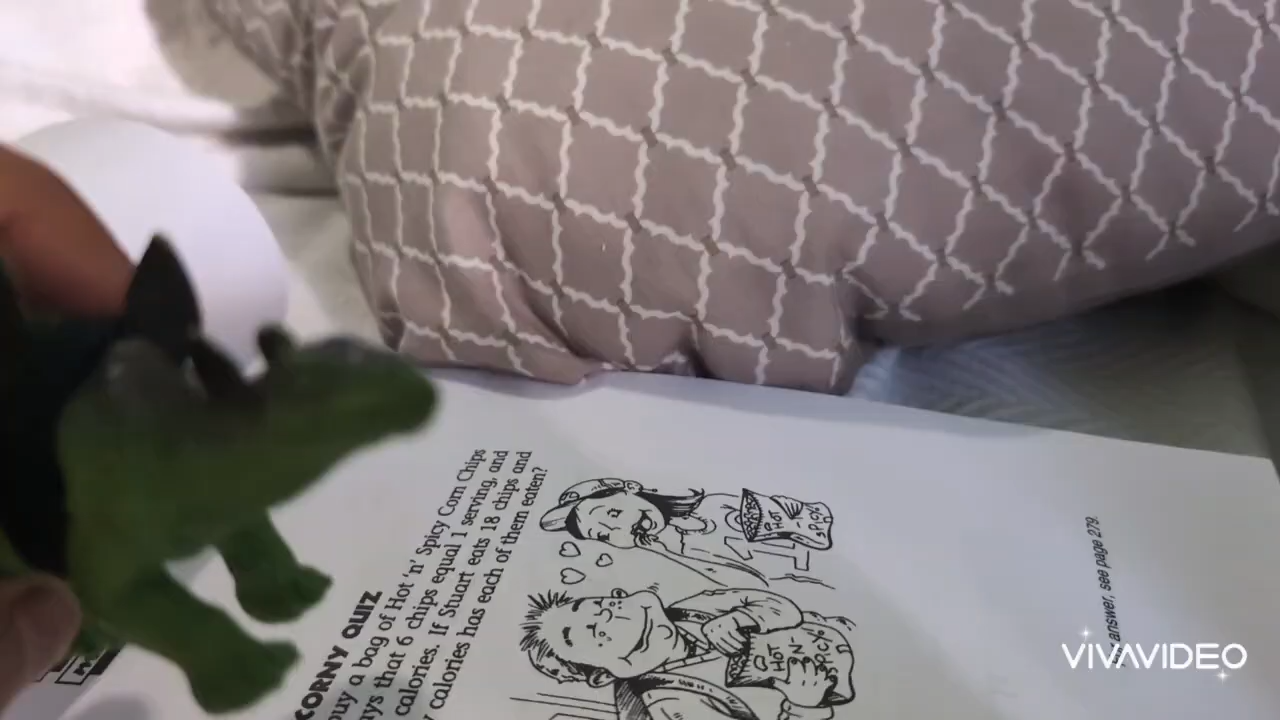 CORNY QUIZ
buy a bag of Hot 'n' Spicy Corn Chips
that 6 chips equal 1 serving, and
calories. If Stuart eats 18 chips and
calories has each of them eaten?
HOT
SPICY
HOT
'N'
SPICY
answer, see page 279.
VIVAVIDEO